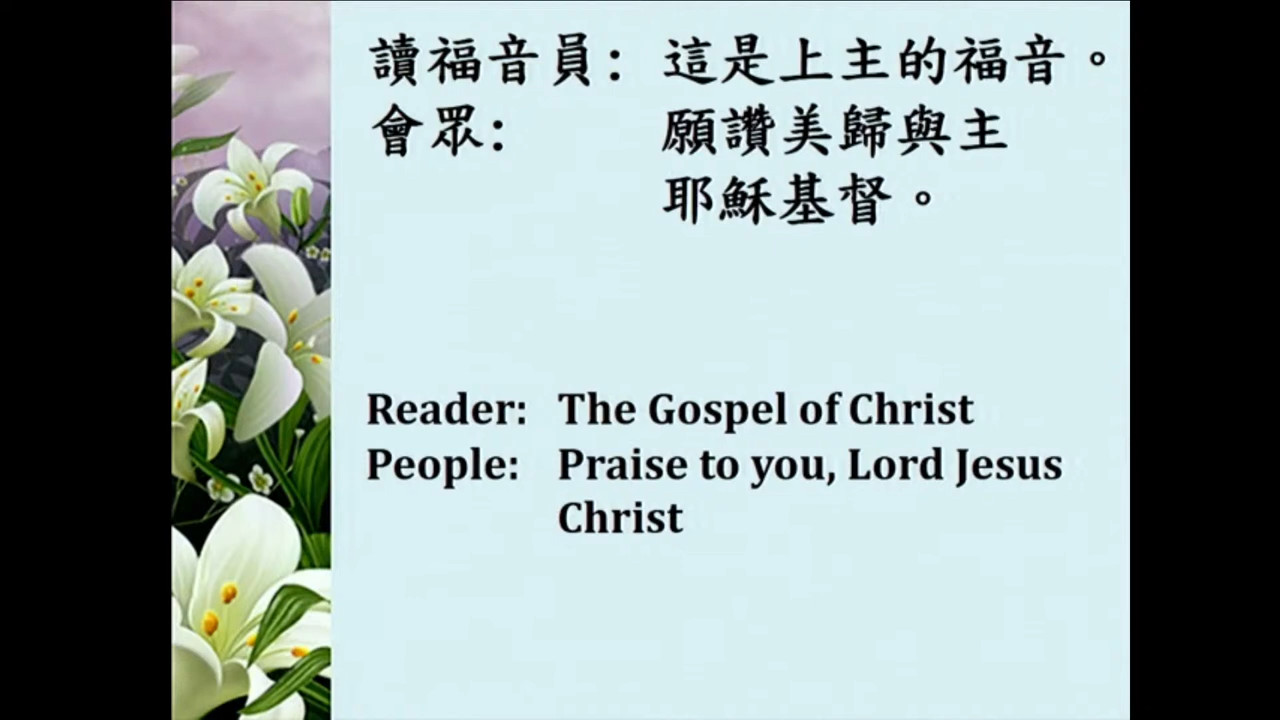 讀福音員： 這是上主的福音。
會眾： 願讚美歸與主
耶穌基督。
Reader: The Gospel of Christ
People: Praise to you, Lord Jesus
Christ